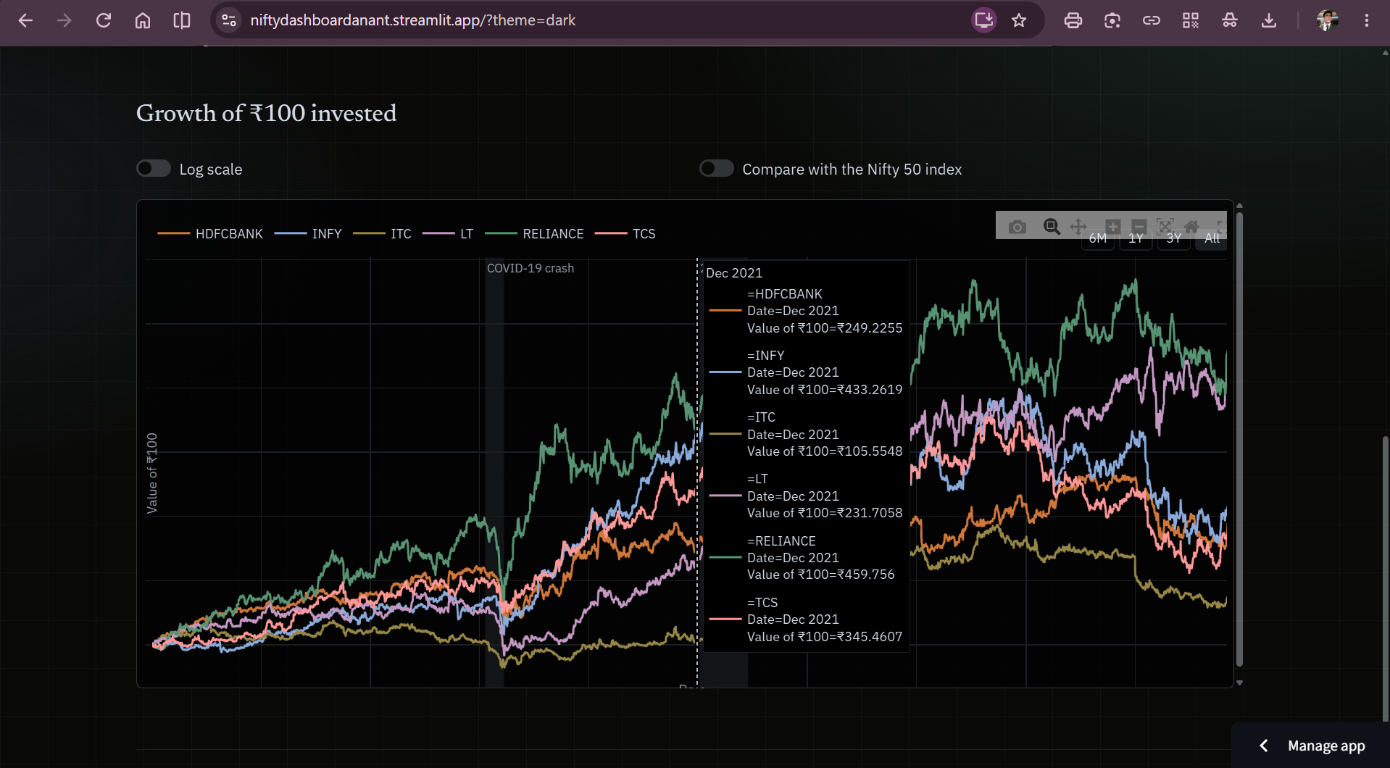 niftydashboardanant.streamlit.app/?theme=dark
Growth of ₹100 invested
Log scale
Compare with the Nifty 50 index
HDFCBANK INFY ITC LT RELIANCE TCS
6M 1Y 3Y All
COVID-19 crash
Dec 2021
=HDFCBANK
Date=Dec 2021
Value of ₹100=₹249.2255
=INFY
Date=Dec 2021
Value of ₹100=₹433.2619
=ITC
Date=Dec 2021
Value of ₹100=₹105.5548
=LT
Date=Dec 2021
Value of ₹100=₹231.7058
=RELIANCE
Date=Dec 2021
Value of ₹100=₹459.756
=TCS
Date=Dec 2021
Value of ₹100=₹345.4607
Value of ₹100
Manage app